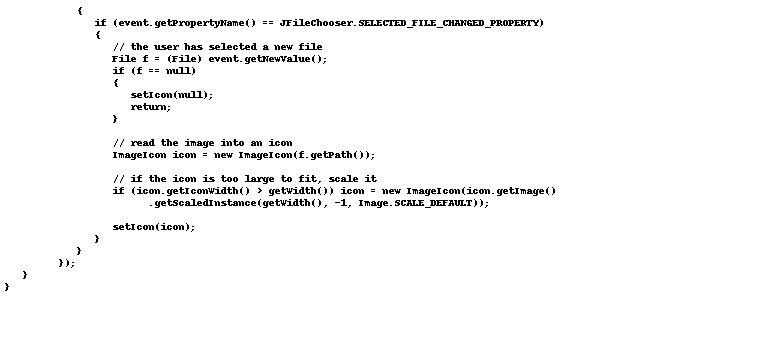 {
if (event.getPropertyName() == JFileChooser.SELECTED_FILE_CHANGED_PROPERTY)
{
// the user has selected a new file
File f = (File) event.getNewValue();
if (f == null)
{
setIcon(null);
return;
}
// read the image into an icon
ImageIcon icon = new ImageIcon(f.getPath());
// if the icon is too large to fit, scale it
if (icon.getIconWidth() > getWidth()) icon = new ImageIcon(icon.getImage()
.getScaledInstance(getWidth(), -1, Image.SCALE_DEFAULT));
setIcon(icon);
}
}
});
}
}